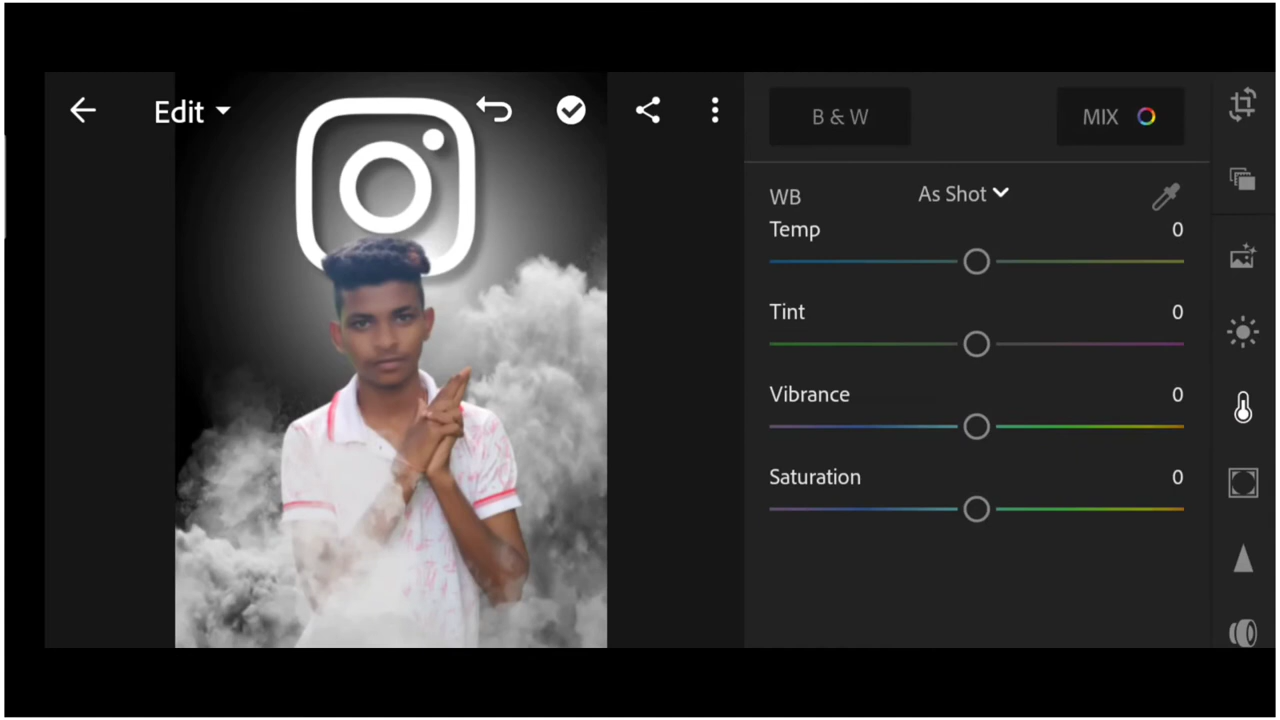 Edit
B & W
MIX
WB
As Shot
Temp
0
Tint
0
Vibrance
0
Saturation
0